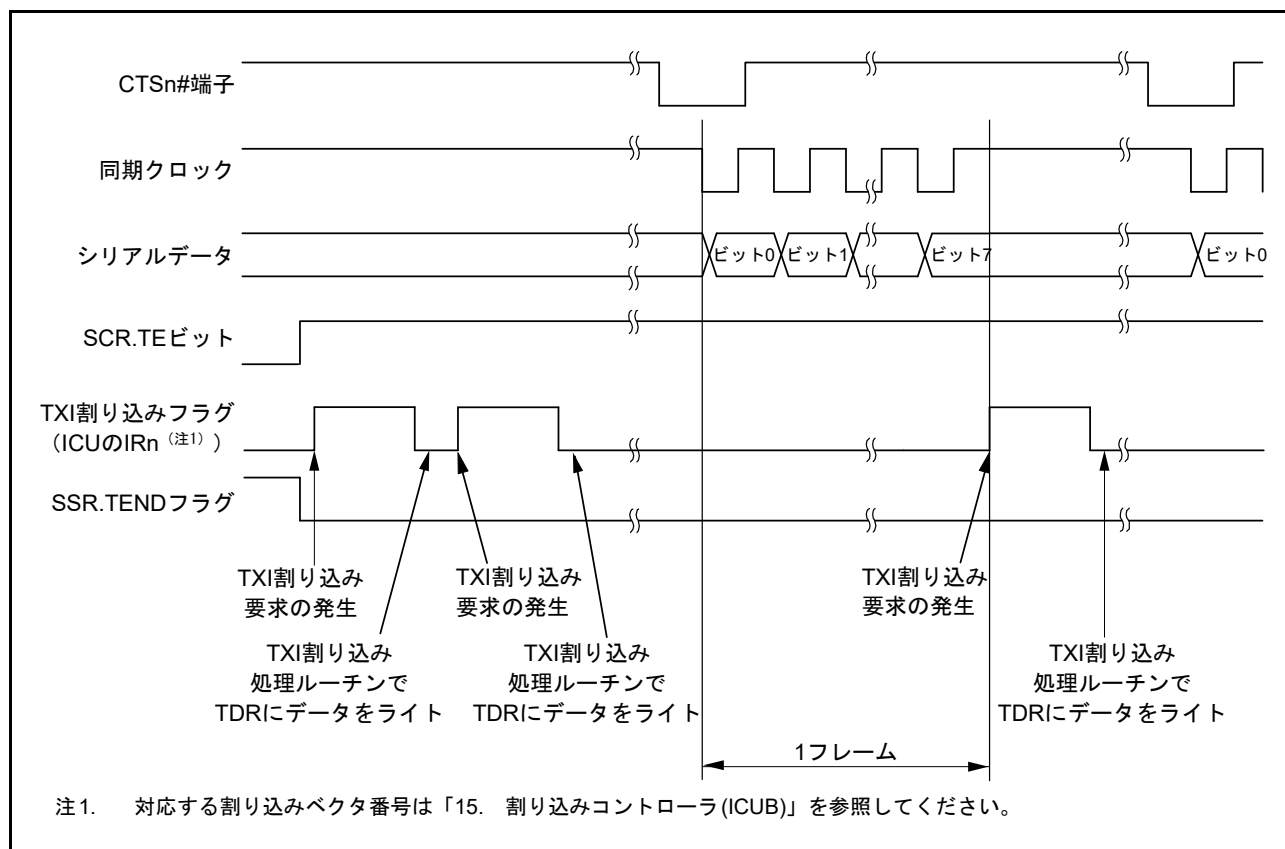 CTSn#端子
同期クロック
シリアルデータ
ビット0
ビット1
ビット7
ビット0
SCR.TEビット
TXI割り込みフラグ
(ICUのIRn (注1) )
SSR.TENDフラグ
TXI割り込み
要求の発生
TXI割り込み
要求の発生
TXI割り込み
要求の発生
TXI割り込み
処理ルーチンで
TDRにデータをライト
TXI割り込み
処理ルーチンで
TDRにデータをライト
TXI割り込み
処理ルーチンで
TDRにデータをライト
1フレーム
注1. 対応する割り込みベクタ番号は「15. 割り込みコントローラ(ICUB)」を参照してください。